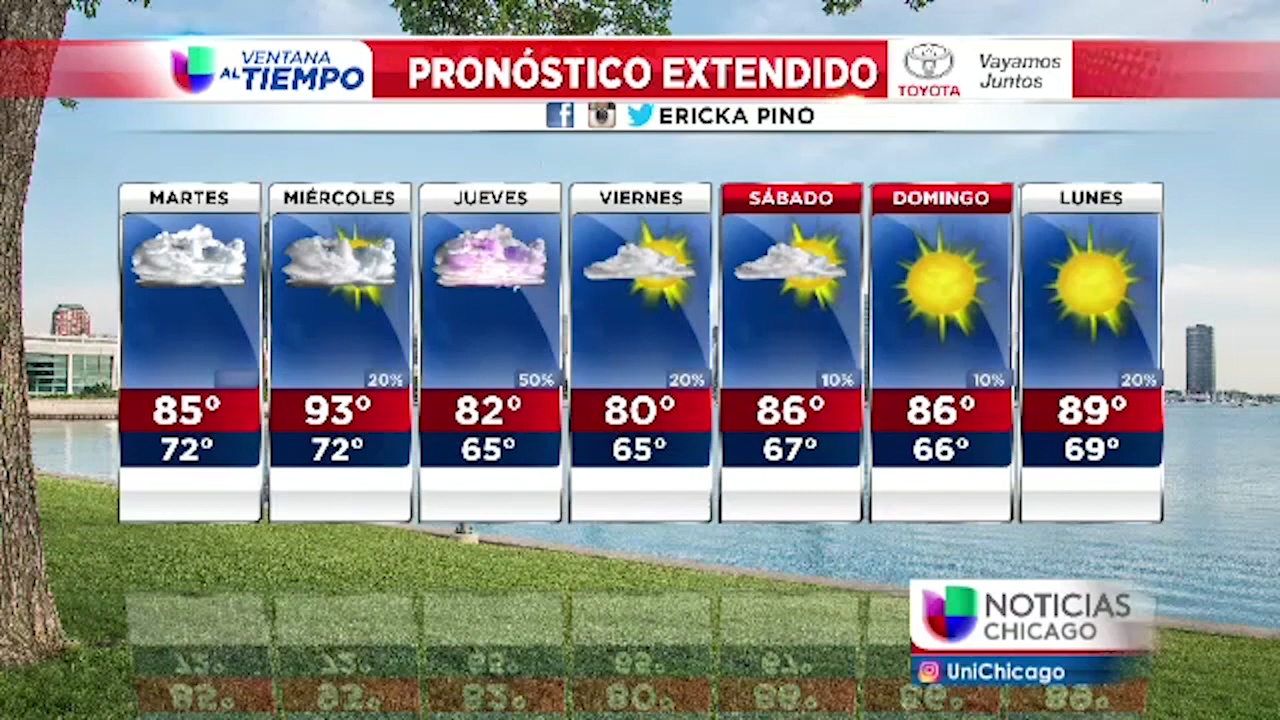 VENTANA
AL TIEMPO
PRONÓSTICO EXTENDIDO
TOYOTA
Vayamos
Juntos
ERICKA PINO
MARTES MIÉRCOLES JUEVES VIERNES SÁBADO DOMINGO LUNES
20% 50% 20% 10% 10% 20%
85° 93° 82° 80° 86° 86° 89°
72° 72° 65° 65° 67° 66° 69°
NOTICIAS
CHICAGO
UniChicago